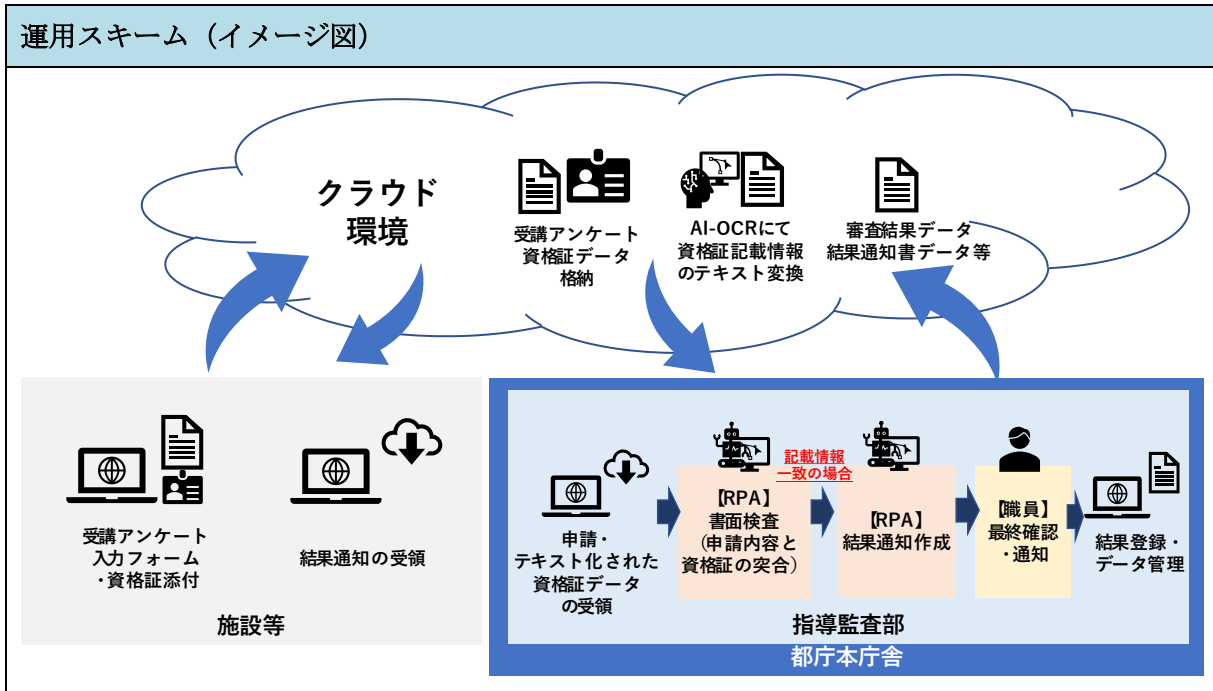 運用スキーム（イメージ図）
クラウド
環境
受講アンケート
資格証データ
格納
AI-OCRにて
資格証記載情報
のテキスト変換
審査結果データ
結果通知書データ等
受講アンケート
入力フォーム
・資格証添付
結果通知の受領
施設等
申請・
テキスト化された
資格証データ
の受領
【RPA】
書面検査
（申請内容と
資格証の突合）
記載情報
一致の場合
【RPA】
結果通知作成
【職員】
最終確認
・通知
結果登録・
データ管理
指導監査部
都庁本庁舎